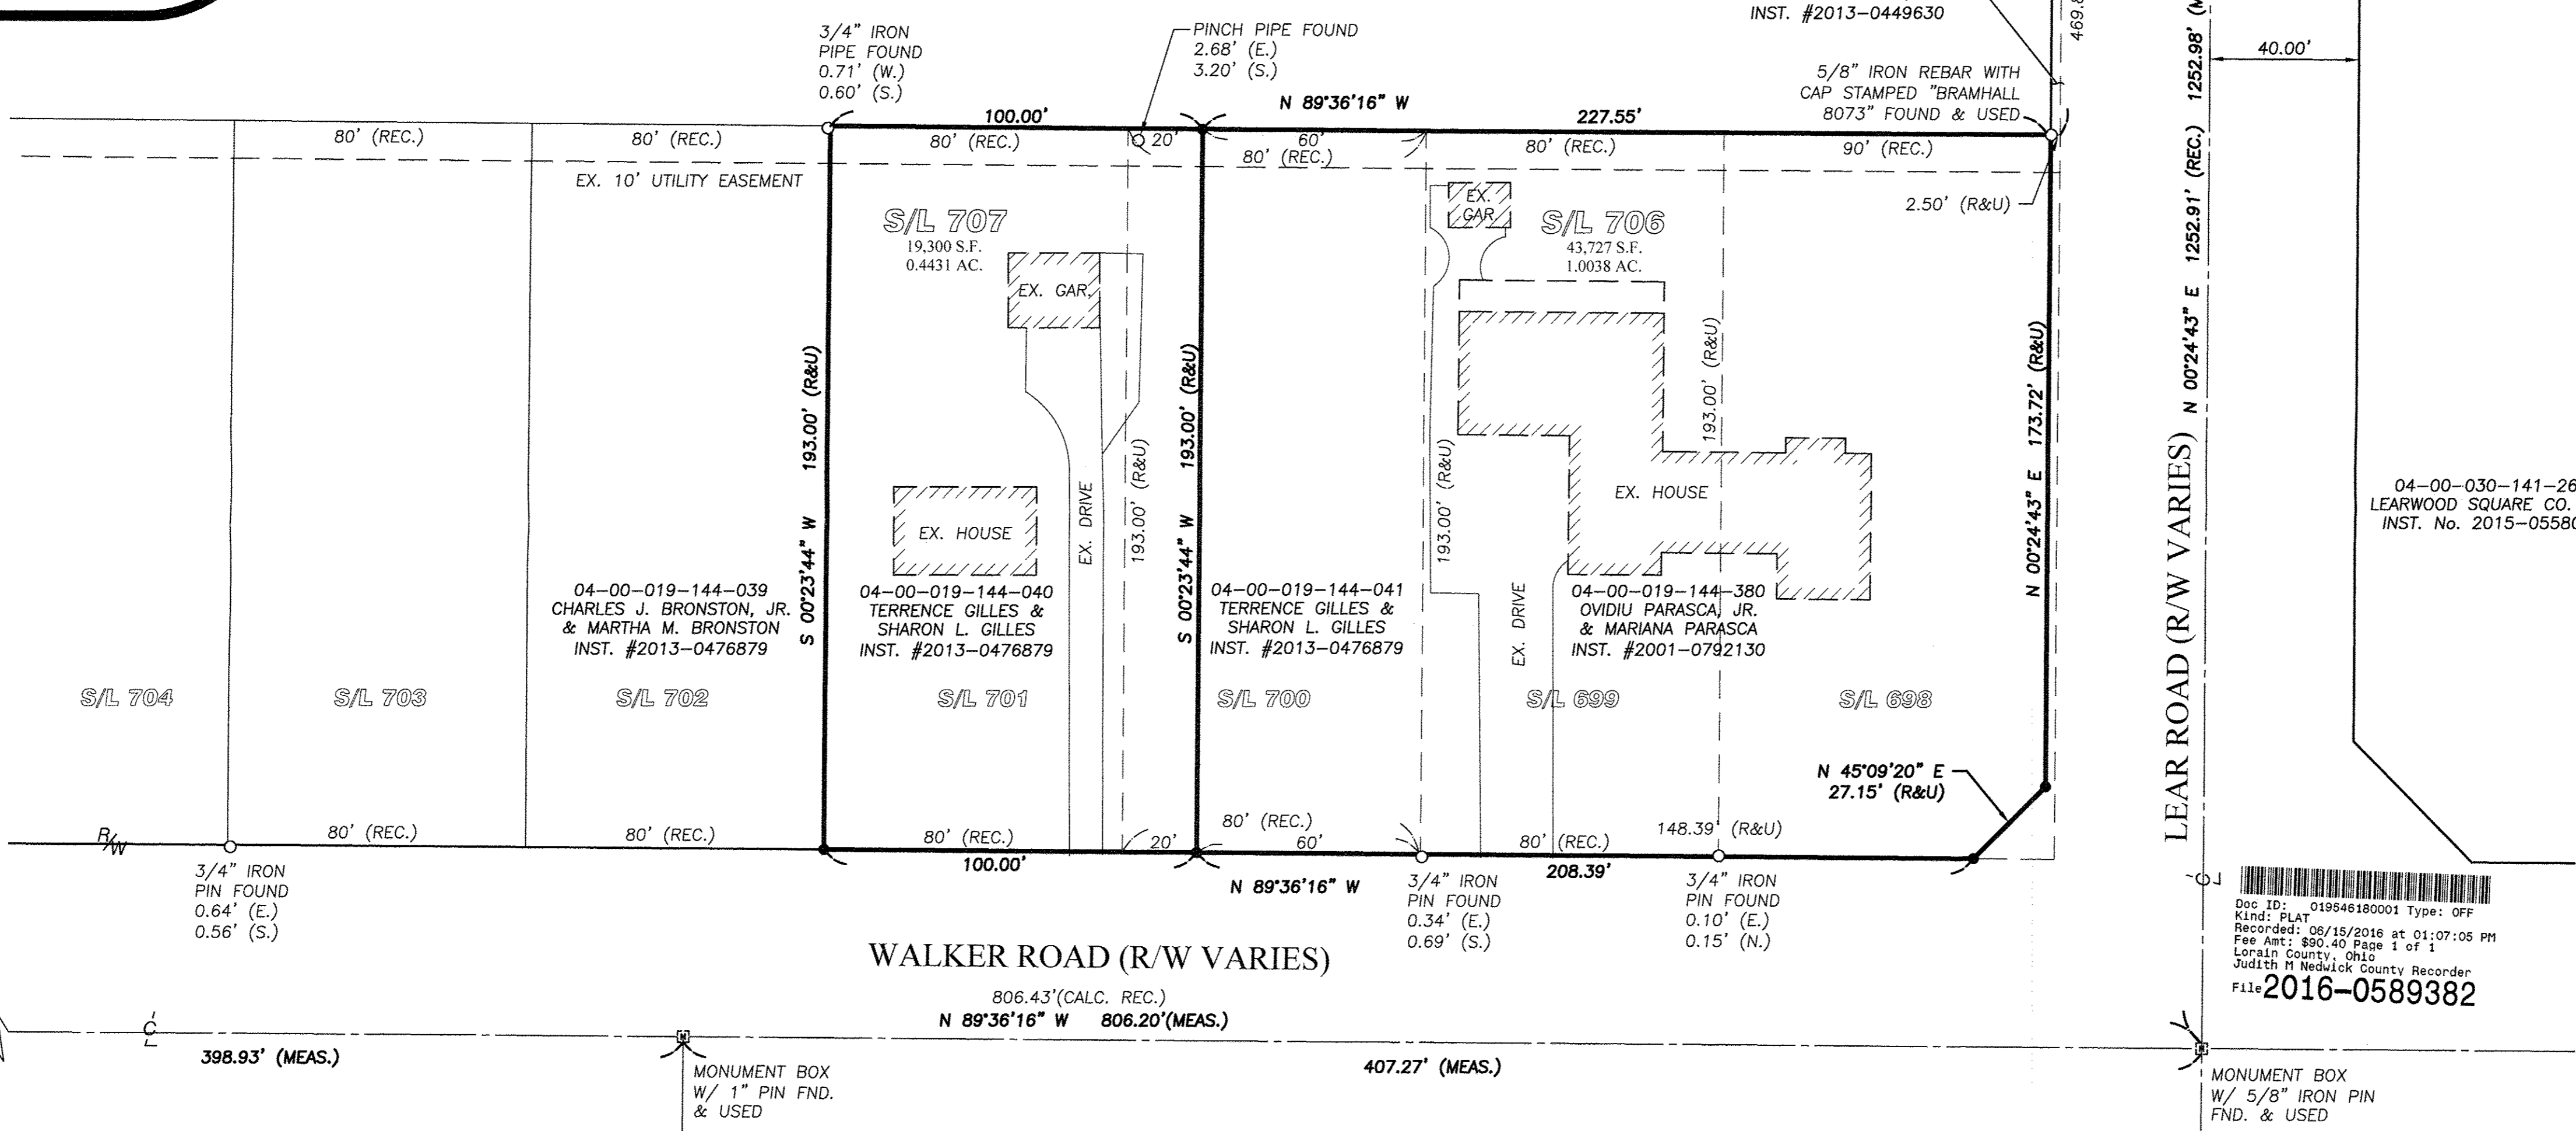 INST. #2013-0449630
3/4" IRON
PIPE FOUND
0.71' (W.)
0.60' (S.)
PINCH PIPE FOUND
2.68' (E.)
3.20' (S.)
N 89°36'16" W
5/8" IRON REBAR WITH
CAP STAMPED "BRAMHALL
8073" FOUND & USED
40.00'
100.00'
227.55'
80' (REC.)
80' (REC.)
80' (REC.)
20'
60'
80' (REC.)
80' (REC.)
90' (REC.)
EX. 10' UTILITY EASEMENT
2.50' (R&U)
S/L 707
19,300 S.F.
0.4431 AC.
EX. GAR.
EX.
GAR.
S/L 706
43,727 S.F.
1.0038 AC.
S 00°23'44" W 193.00' (R&U)
193.00' (R&U)
S 00°23'44" W 193.00' (R&U)
193.00' (R&U)
193.00' (R&U)
N 00°24'43" E 173.72' (R&U)
N 00°24'43" E 1252.91' (REC.) 1252.98'
LEAR ROAD (R/W VARIES)
EX. HOUSE
EX. DRIVE
EX. HOUSE
EX. DRIVE
04-00-030-141-26
LEARWOOD SQUARE CO.
INST. No. 2015-0558
04-00-019-144-039
CHARLES J. BRONSTON, JR.
& MARTHA M. BRONSTON
INST. #2013-0476879
04-00-019-144-040
TERRENCE GILLES &
SHARON L. GILLES
INST. #2013-0476879
04-00-019-144-041
TERRENCE GILLES &
SHARON L. GILLES
INST. #2013-0476879
04-00-019-144-380
OVIDIU PARASCA, JR.
& MARIANA PARASCA
INST. #2001-0792130
S/L 704
S/L 703
S/L 702
S/L 701
S/L 700
S/L 699
S/L 698
N 45°09'20" E
27.15' (R&U)
R/W
80' (REC.)
80' (REC.)
80' (REC.)
20'
80' (REC.)
60'
80' (REC.)
148.39' (R&U)
100.00'
208.39'
N 89°36'16" W
3/4" IRON
PIN FOUND
0.64' (E.)
0.56' (S.)
3/4" IRON
PIN FOUND
0.34' (E.)
0.69' (S.)
3/4" IRON
PIN FOUND
0.10' (E.)
0.15' (N.)
WALKER ROAD (R/W VARIES)
806.43'(CALC. REC.)
N 89°36'16" W 806.20'(MEAS.)
398.93' (MEAS.)
407.27' (MEAS.)
MONUMENT BOX
W/ 1" PIN FND.
& USED
MONUMENT BOX
W/ 5/8" IRON PIN
FND. & USED
Doc ID: 019546180001 Type: OFF
Kind: PLAT
Recorded: 06/15/2016 at 01:07:05 PM
Fee Amt: $90.40 Page 1 of 1
Lorain County, Ohio
Judith M Nedwick County Recorder
File 2016-0589382